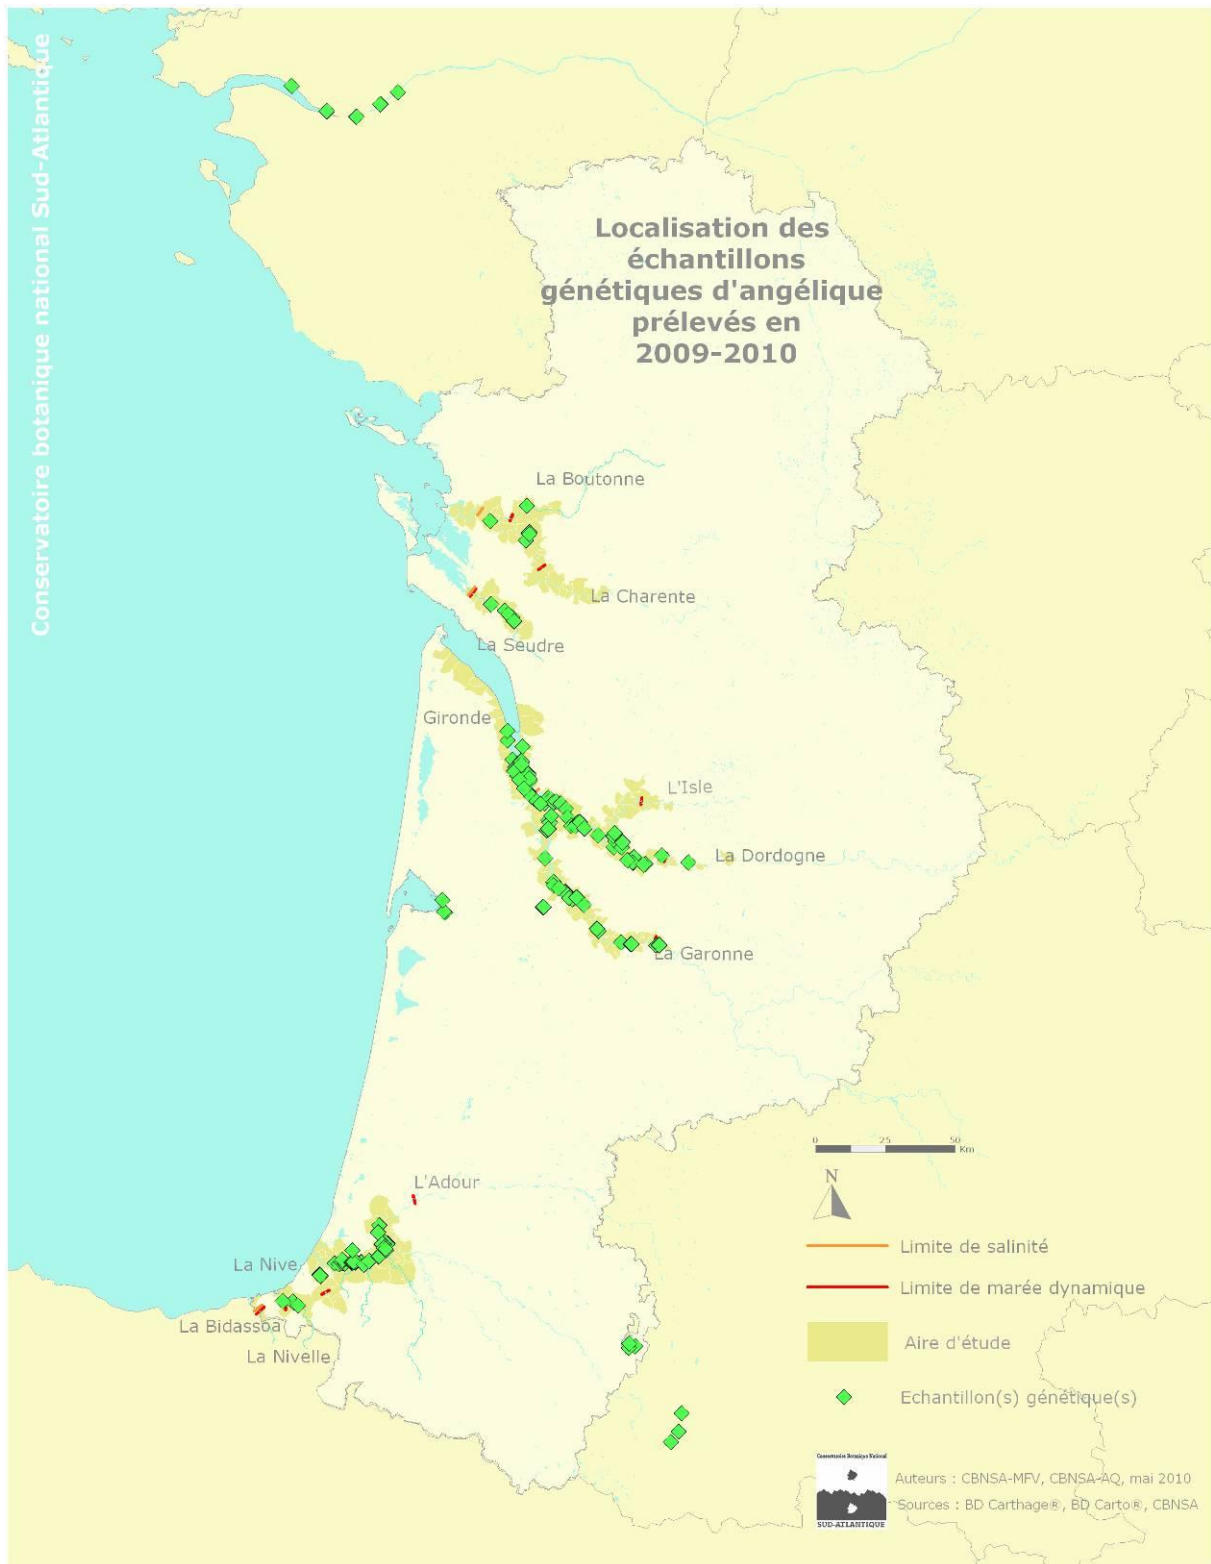 Conservatoire botanique national Sud-Atlantique
Localisation des
échantillons
génétiques d'angélique
prélevés en
2009-2010
La Boutonne
La Charente
La Seudre
Gironde
L'Isle
La Dordogne
La Garonne
L'Adour
La Nive
La Bidassoa
La Nivelle
0 25 50
Km
N
Limite de salinité
Limite de marée dynamique
Aire d'étude
Echantillon(s) génétique(s)
Conservatoire Botanique National
SUD-ATLANTIQUE
Auteurs : CBNSA-MFV, CBNSA-AQ, mai 2010
Sources : BD Carthage®, BD Carto®, CBNSA